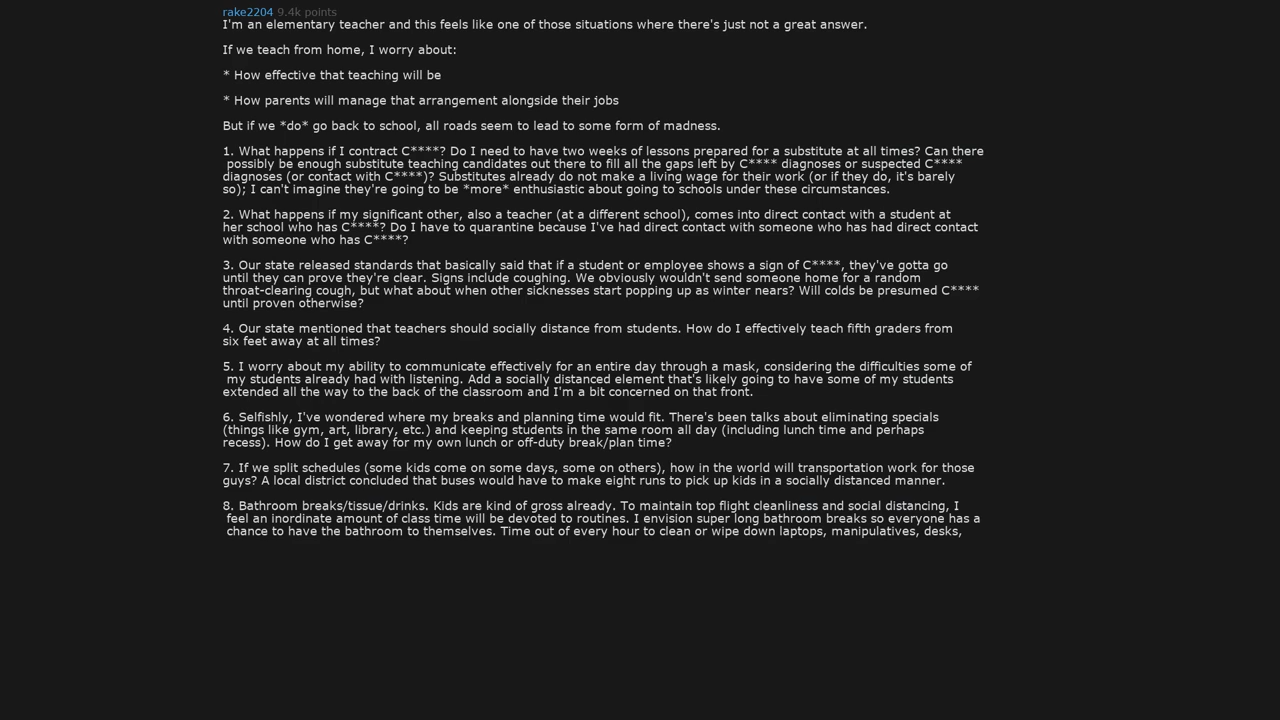 rake2204 9.4k points
I'm an elementary teacher and this feels like one of those situations where there's just not a great answer.
If we teach from home, I worry about:
* How effective that teaching will be
* How parents will manage that arrangement alongside their jobs
But if we *do* go back to school, all roads seem to lead to some form of madness.
1. What happens if I contract C****? Do I need to have two weeks of lessons prepared for a substitute at all times? Can there
possibly be enough substitute teaching candidates out there to fill all the gaps left by C**** diagnoses or suspected C****
diagnoses (or contact with C****)? Substitutes already do not make a living wage for their work (or if they do, it's barely
so); I can't imagine they're going to be *more* enthusiastic about going to schools under these circumstances.
2. What happens if my significant other, also a teacher (at a different school), comes into direct contact with a student at
her school who has C****? Do I have to quarantine because I've had direct contact with someone who has had direct contact
with someone who has C****?
3. Our state released standards that basically said that if a student or employee shows a sign of C****, they've gotta go
until they can prove they're clear. Signs include coughing. We obviously wouldn't send someone home for a random
throat-clearing cough, but what about when other sicknesses start popping up as winter nears? Will colds be presumed C****
until proven otherwise?
4. Our state mentioned that teachers should socially distance from students. How do I effectively teach fifth graders from
six feet away at all times?
5. I worry about my ability to communicate effectively for an entire day through a mask, considering the difficulties some of
my students already had with listening. Add a socially distanced element that's likely going to have some of my students
extended all the way to the back of the classroom and I'm a bit concerned on that front.
6. Selfishly, I've wondered where my breaks and planning time would fit. There's been talks about eliminating specials
(things like gym, art, library, etc.) and keeping students in the same room all day (including lunch time and perhaps
recess). How do I get away for my own lunch or off-duty break/plan time?
7. If we split schedules (some kids come on some days, some on others), how in the world will transportation work for those
guys? A local district concluded that buses would have to make eight runs to pick up kids in a socially distanced manner.
8. Bathroom breaks/tissue/drinks. Kids are kind of gross already. To maintain top flight cleanliness and social distancing, I
feel an inordinate amount of class time will be devoted to routines. I envision super long bathroom breaks so everyone has a
chance to have the bathroom to themselves. Time out of every hour to clean or wipe down laptops, manipulatives, desks,